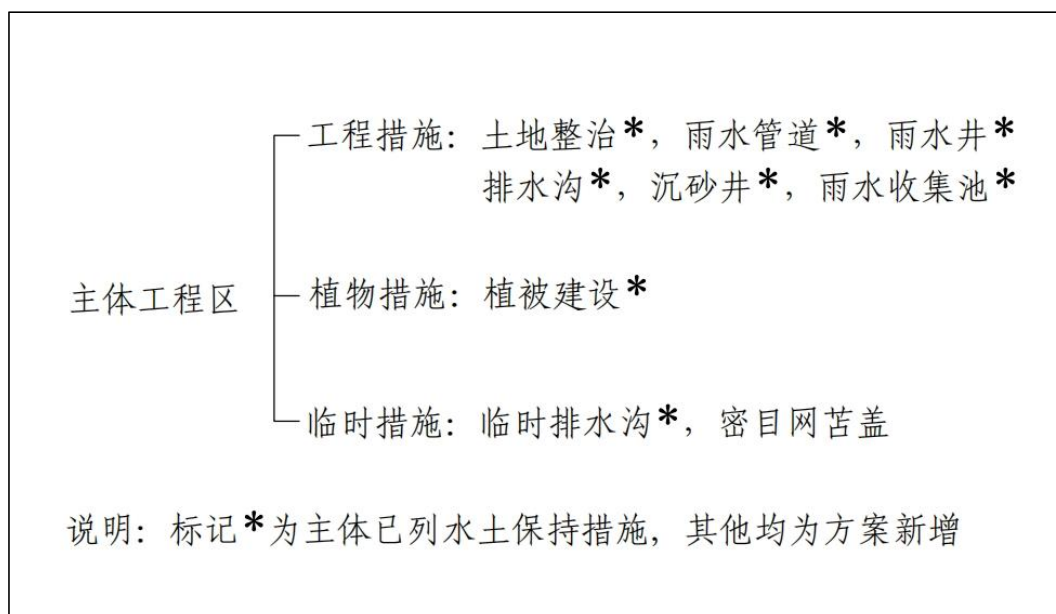 工程措施：土地整治*，雨水管道*，雨水井*
排水沟*，沉砂井*，雨水收集池*
主体工程区
植物措施：植被建设*
临时措施：临时排水沟*，密目网苫盖
说明：标记*为主体已列水土保持措施，其他均为方案新增